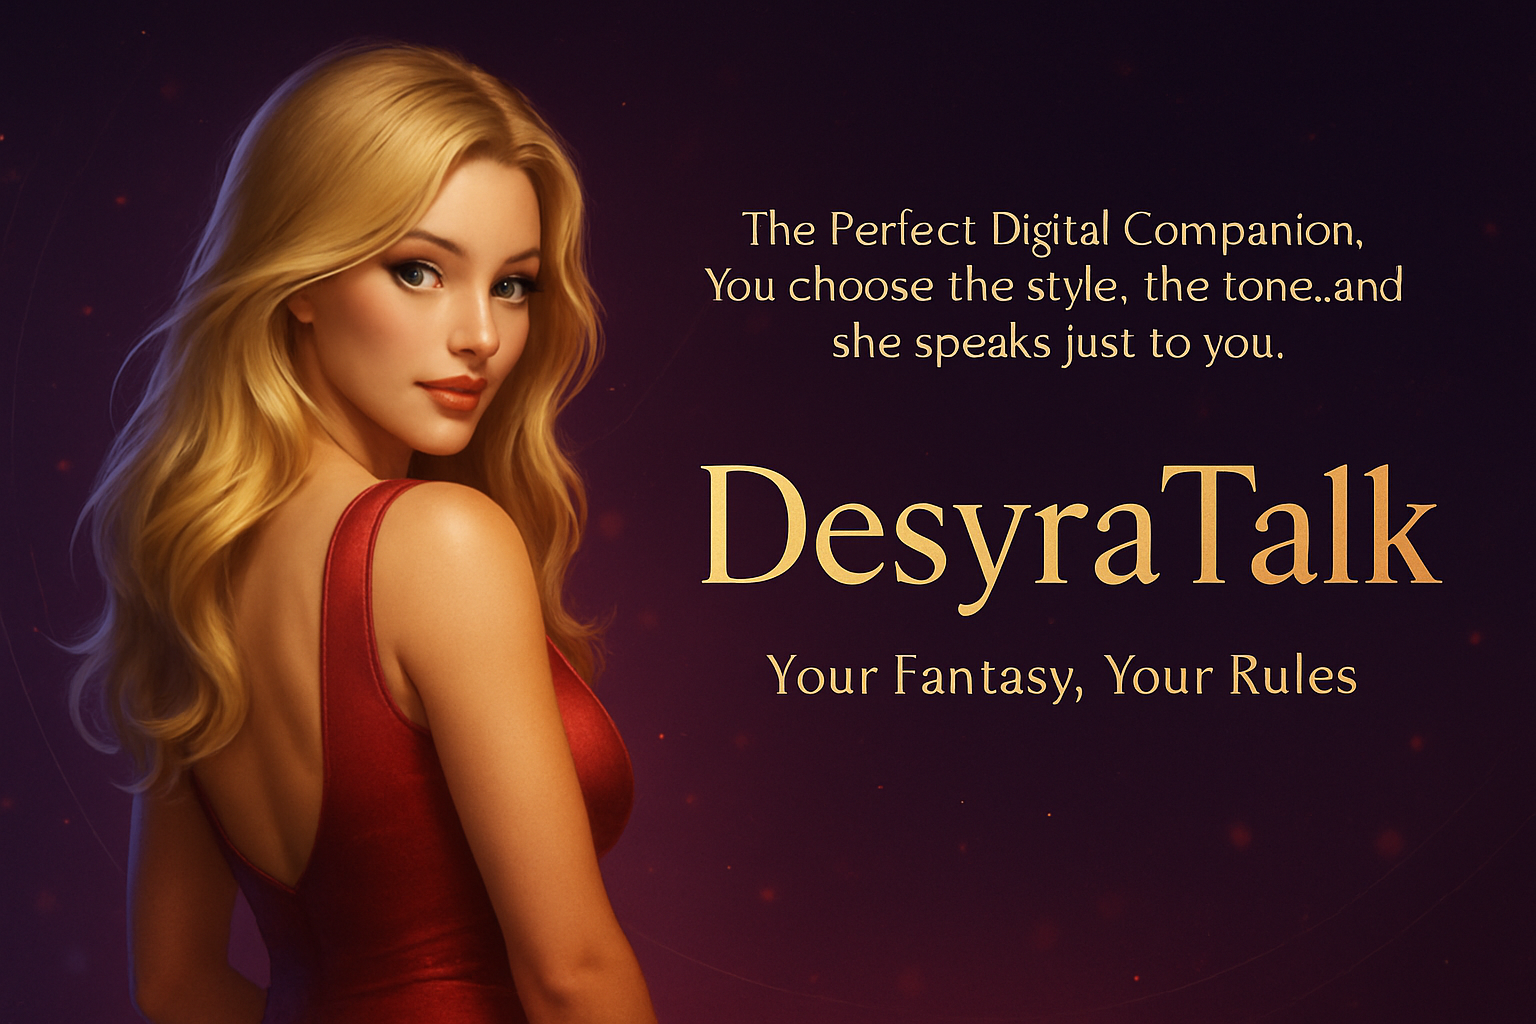 The Perfect Digital Companion,
You choose the style, the tone..and
she speaks just to you.
DesyraTalk
Your Fantasy, Your Rules